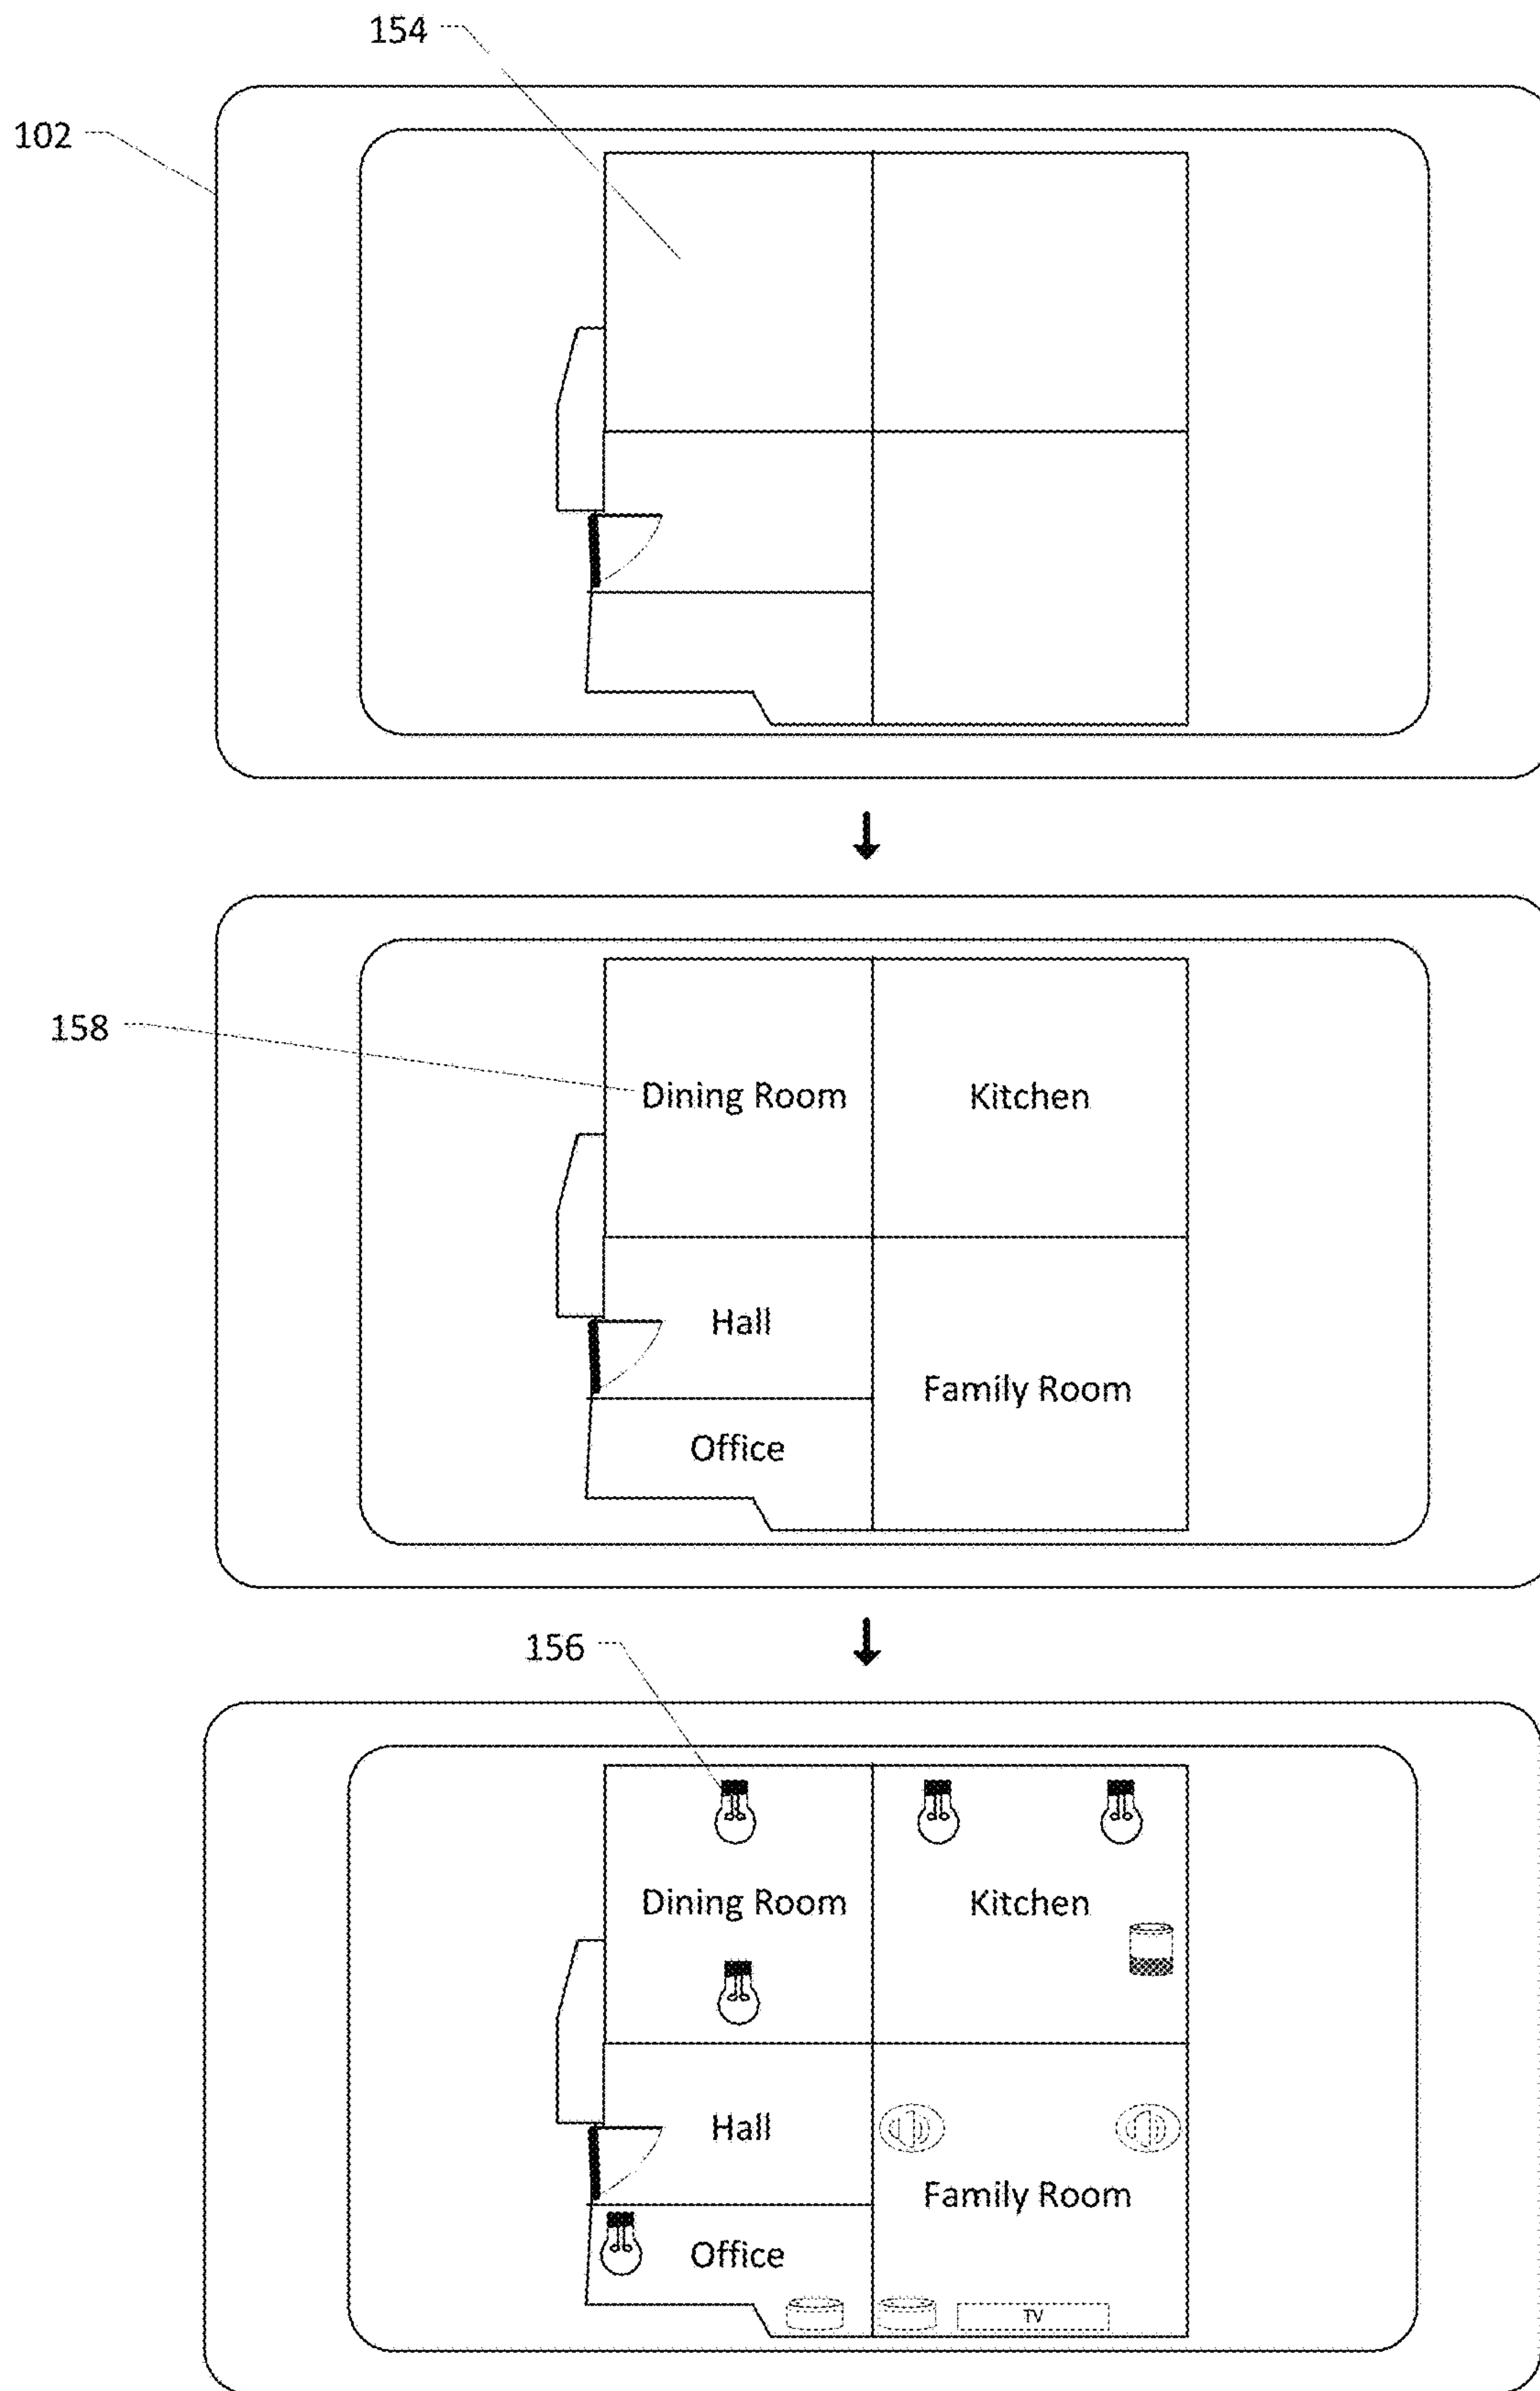 154
102
158
Dining Room
Kitchen
Hall
Family Room
Office
156
Dining Room
Kitchen
Hall
Family Room
Office
TV